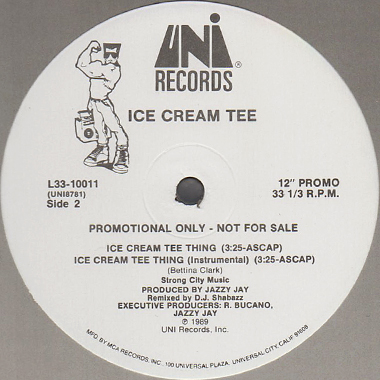 UNI
®
RECORDS
ICE CREAM TEE
L33-10011
(UNI8781)
Side 2
12" PROMO
33 1/3 R.P.M.
PROMOTIONAL ONLY - NOT FOR SALE
ICE CREAM TEE THING (3:25-ASCAP)
ICE CREAM TEE THING (Instrumental) (3:25-ASCAP)
(Bettina Clark)
Strong City Music
PRODUCED BY JAZZY JAY
Remixed by D.J. Shabazz
EXECUTIVE PRODUCERS: R. BUCANO,
JAZZY JAY
℗ 1989
UNI Records, Inc.
MFG BY MCA RECORDS, INC., 100 UNIVERSAL PLAZA, UNIVERSAL CITY, CALIF 91608